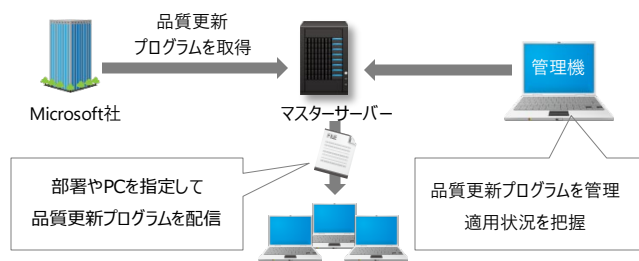 品質更新
プログラムを取得
管理機
Microsoft社
マスターサーバー
FILE
部署やPCを指定して
品質更新プログラムを配信
品質更新プログラムを管理
適用状況を把握